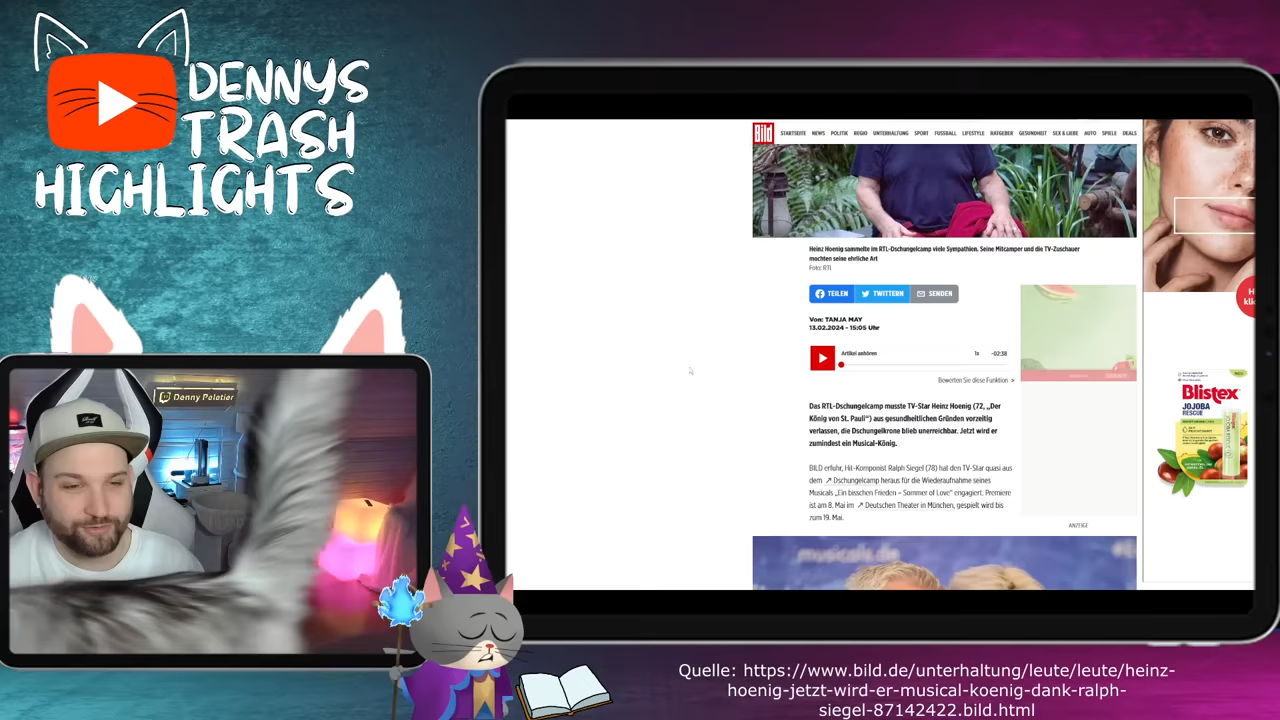 DENNYS
TRASH
HIGHLIGHTS
Denny Pelatier
Bild
STARTSEITE NEWS POLITIK REGIO UNTERHALTUNG SPORT FUSSBALL LIFESTYLE RATGEBER GESUNDHEIT SEX & LIEBE AUTO SPIELE DEALS
Heinz Hoenig sammelte im RTL-Dschungelcamp viele Sympathien. Seine Mitcamper und die TV-Zuschauer
mochten seine ehrliche Art
Foto: RTL
TEILEN TWITTERN SENDEN
Von: TANJA MAY
13.02.2024 - 15:05 Uhr
Artikel anhören 1x -02:38
Bewerten Sie diese Funktion >
Das RTL-Dschungelcamp musste TV-Star Heinz Hoenig (72, „Der
König von St. Pauli“) aus gesundheitlichen Gründen vorzeitig
verlassen, die Dschungelkrone blieb unerreichbar. Jetzt wird er
zumindest ein Musical-König.
BILD erfuhr, Hit-Komponist Ralph Siegel (78) hat den TV-Star quasi aus
dem ↗ Dschungelcamp heraus für die Wiederaufnahme seines
Musicals „Ein bisschen Frieden – Sommer of Love“ engagiert. Premiere
ist am 8. Mai im ↗ Deutschen Theater in München, gespielt wird bis
zum 19. Mai.
ANZEIGE
musicals.de
Blistex
JOJOBA
RESCUE
Quelle: https://www.bild.de/unterhaltung/leute/leute/heinz-
hoenig-jetzt-wird-er-musical-koenig-dank-ralph-
siegel-87142422.bild.html